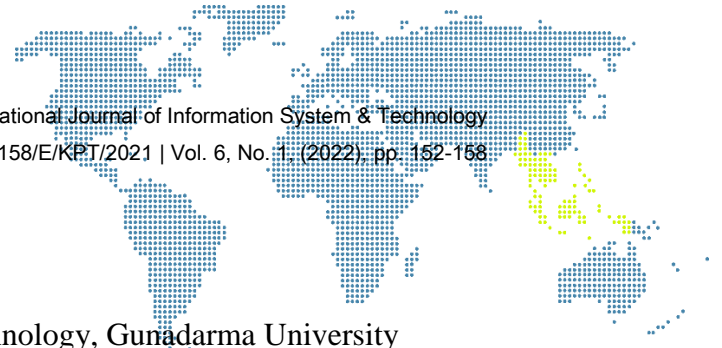 ational Journal of Information System & Technology
158/E/KPT/2021 | Vol. 6, No. 1, (2022), pp. 152-158
nology, Gunadarma University